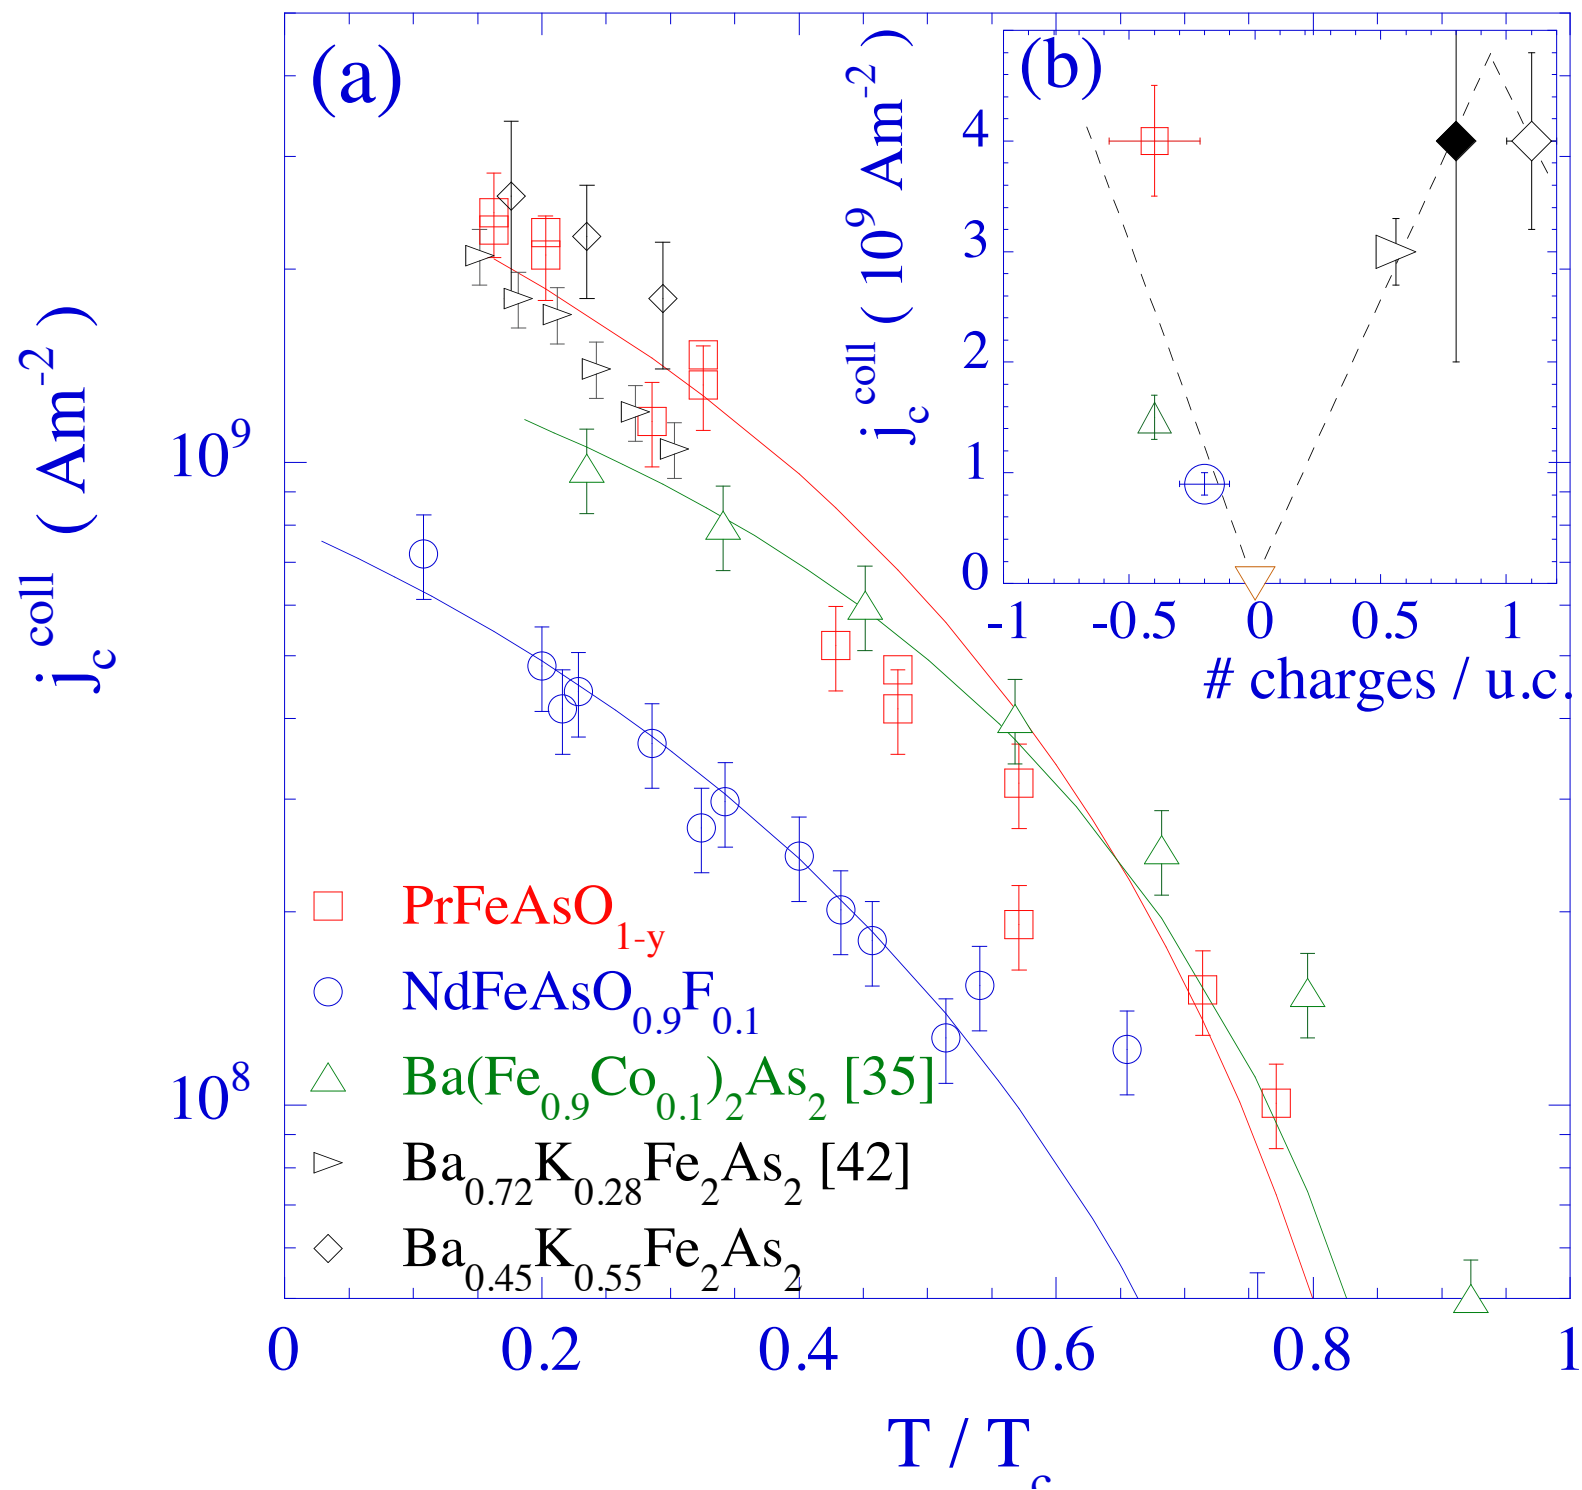 (a)
(b)
j_c^coll ( 10^9 Am^-2 )
4
3
2
1
0
-1 -0.5 0 0.5 1
# charges / u.c.
j_c^coll ( Am^-2 )
10^9
10^8
PrFeAsO_1-y
NdFeAsO_0.9F_0.1
Ba(Fe_0.9Co_0.1)_2As_2 [35]
Ba_0.72K_0.28Fe_2As_2 [42]
Ba_0.45K_0.55Fe_2As_2
0 0.2 0.4 0.6 0.8 1
T / T_c